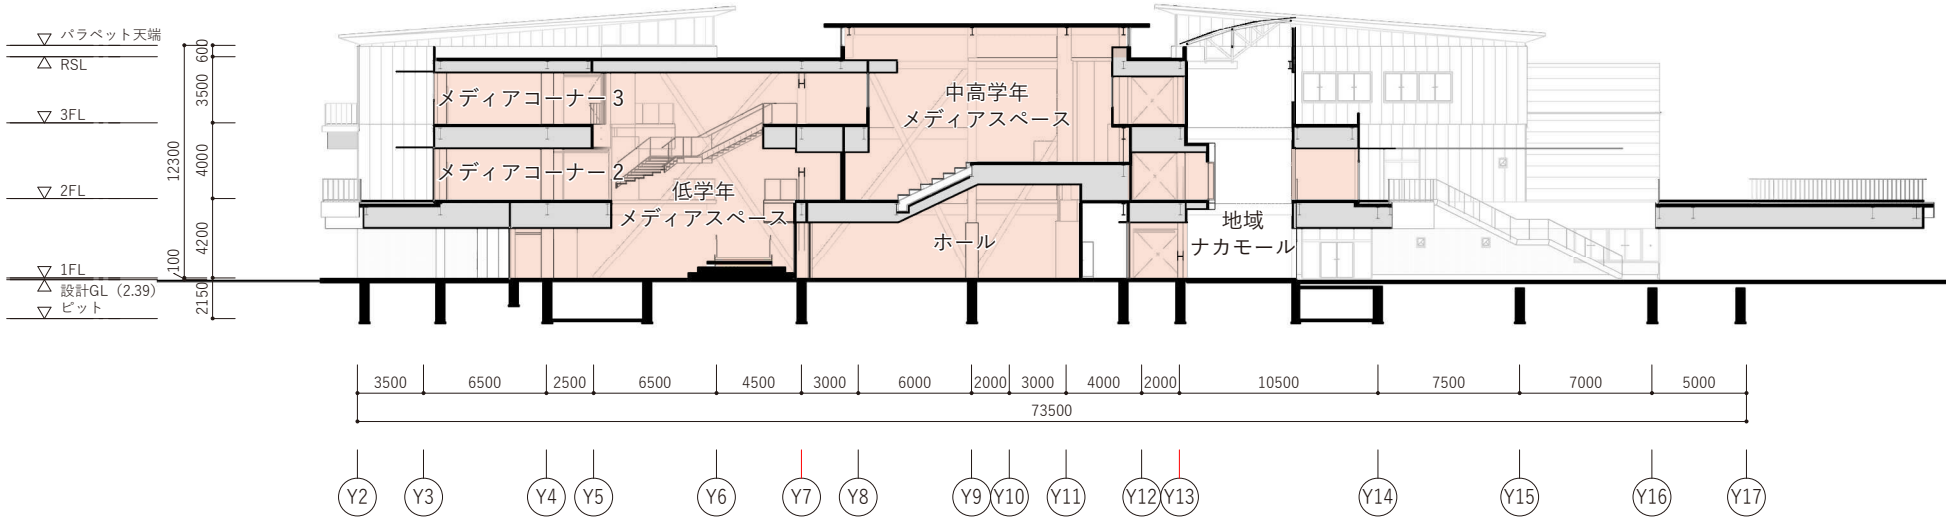 パラペット天端
RSL
3FL
2FL
1FL
設計GL（2.39）
ピット
12300
600
3500
4000
4200
100
2150
メディアコーナー 3
メディアコーナー 2
低学年
メディアスペース
中高学年
メディアスペース
ホール
地域
ナカモール
3500 6500 2500 6500 4500 3000 6000 2000 3000 4000 2000 10500 7500 7000 5000
73500
Y2 Y3 Y4 Y5 Y6 Y7 Y8 Y9 Y10 Y11 Y12 Y13 Y14 Y15 Y16 Y17